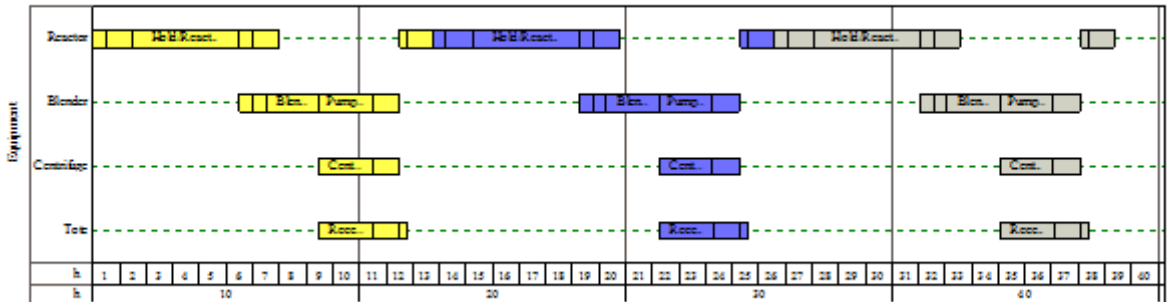 Equipment
Reactor Hold/React.. Hold/React.. Hold/React..
Blender Blen.. Pump.. Blen.. Pump.. Blen.. Pump..
Centrifuge Cent.. Cent.. Cent..
Tote Rece.. Rece.. Rece..
h 1 2 3 4 5 6 7 8 9 10 11 12 13 14 15 16 17 18 19 20 21 22 23 24 25 26 27 28 29 30 31 32 33 34 35 36 37 38 39 40
h 10 20 30 40